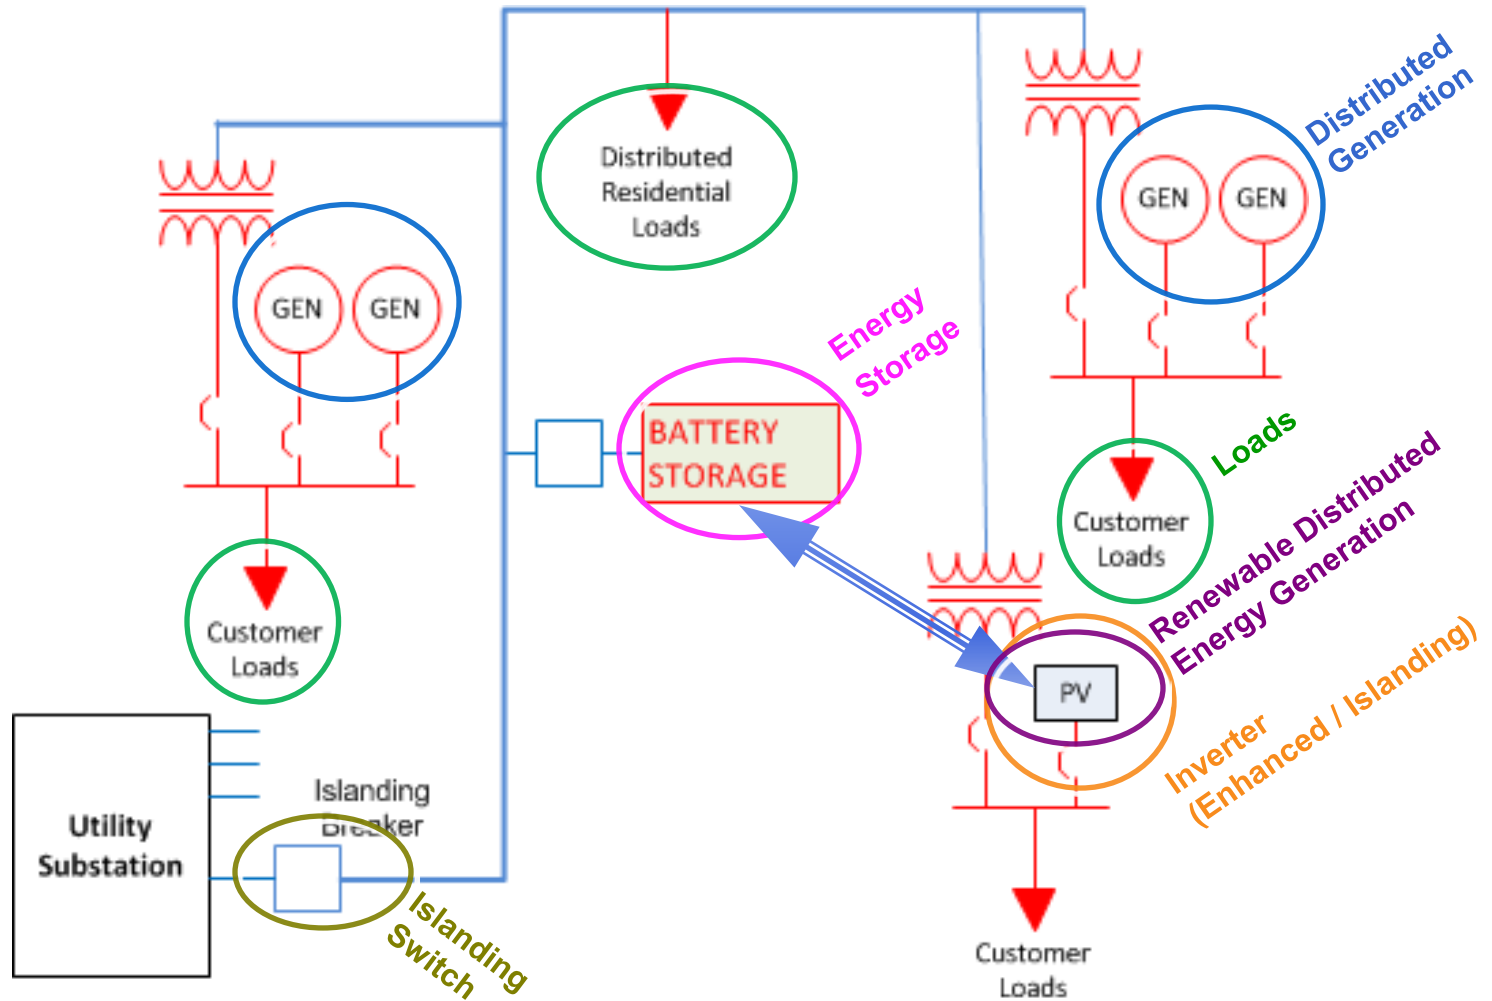 Distributed
Generation
Distributed
Residential
Loads
GEN
GEN
GEN
GEN
Energy
Storage
BATTERY
STORAGE
Loads
Customer
Loads
Renewable Distributed
Energy Generation
Customer
Loads
PV
Inverter
(Enhanced / Islanding)
Islanding
Breaker
Utility
Substation
Islanding
Switch
Customer
Loads